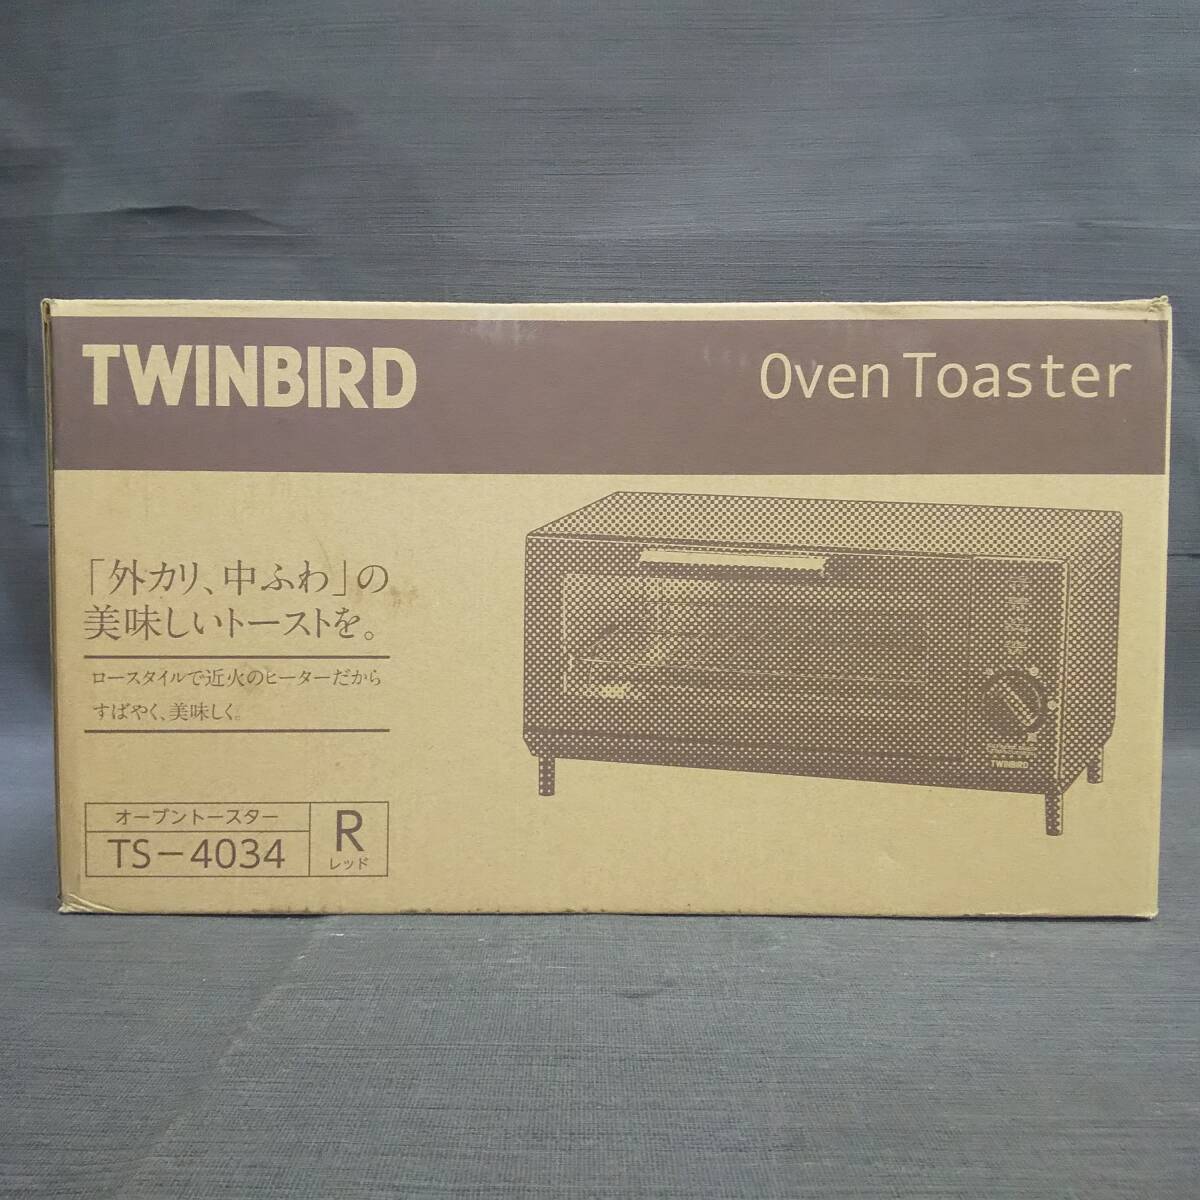 TWINBIRD
Oven Toaster
「外カリ、中ふわ」の
美味しいトーストを。
ロースタイルで近火のヒーターだから
すばやく、美味しく。
オーブントースター
TS-4034
R
レッド
TWINBIRD